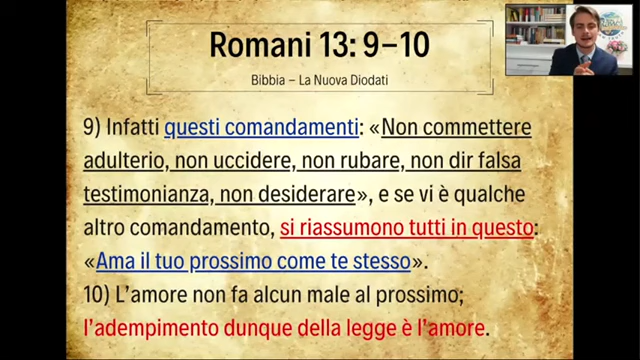 Romani 13: 9–10
Bibbia – La Nuova Diodati
9) Infatti questi comandamenti: «Non commettere
adulterio, non uccidere, non rubare, non dir falsa
testimonianza, non desiderare», e se vi è qualche
altro comandamento, si riassumono tutti in questo:
«Ama il tuo prossimo come te stesso».
10) L’amore non fa alcun male al prossimo;
l’adempimento dunque della legge è l’amore.